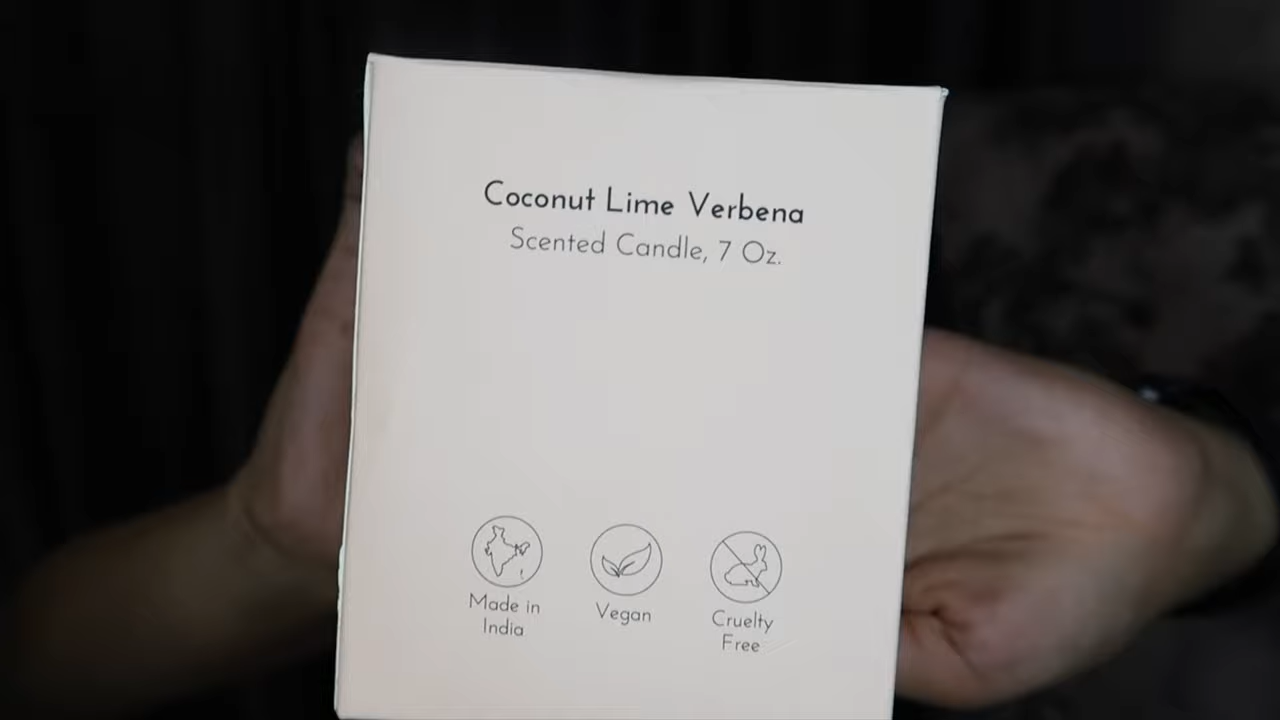 Coconut Lime Verbena
Scented Candle, 7 Oz.
Made in
India
Vegan
Cruelty
Free